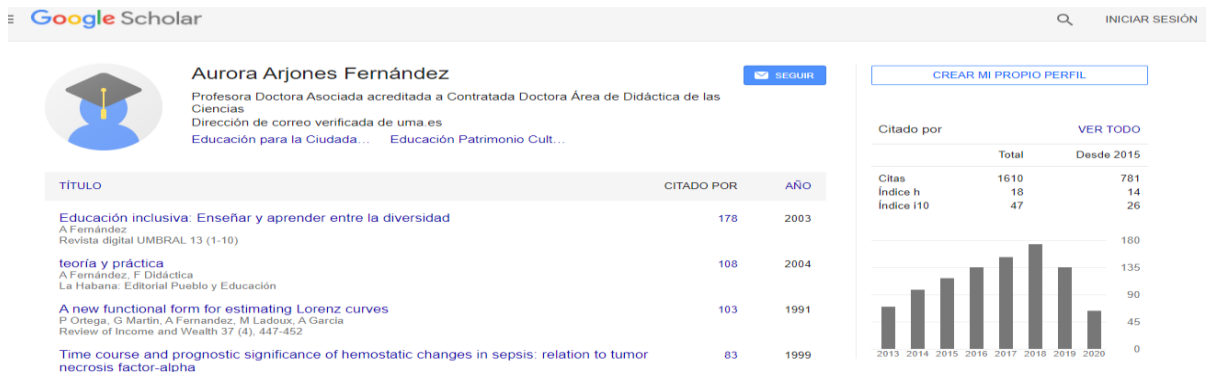 Google Scholar
INICIAR SESIÓN
Aurora Arjones Fernández
SEGUIR
Profesora Doctora Asociada acreditada a Contratada Doctora Área de Didáctica de las
Ciencias
Dirección de correo verificada de uma.es
Educación para la Ciudada... Educación Patrimonio Cult...
TÍTULO CITADO POR AÑO
Educación inclusiva: Enseñar y aprender entre la diversidad 178 2003
A Fernández
Revista digital UMBRAL 13 (1-10)
teoría y práctica 108 2004
A Fernández, F Didáctica
La Habana: Editorial Pueblo y Educación
A new functional form for estimating Lorenz curves 103 1991
P Ortega, G Martin, A Fernandez, M Ladoux, A Garcia
Review of Income and Wealth 37 (4), 447-452
Time course and prognostic significance of hemostatic changes in sepsis: relation to tumor 83 1999
necrosis factor-alpha
CREAR MI PROPIO PERFIL
Citado por VER TODO
Total Desde 2015
Citas 1610 781
Índice h 18 14
Índice i10 47 26
180
135
90
45
0
2013 2014 2015 2016 2017 2018 2019 2020